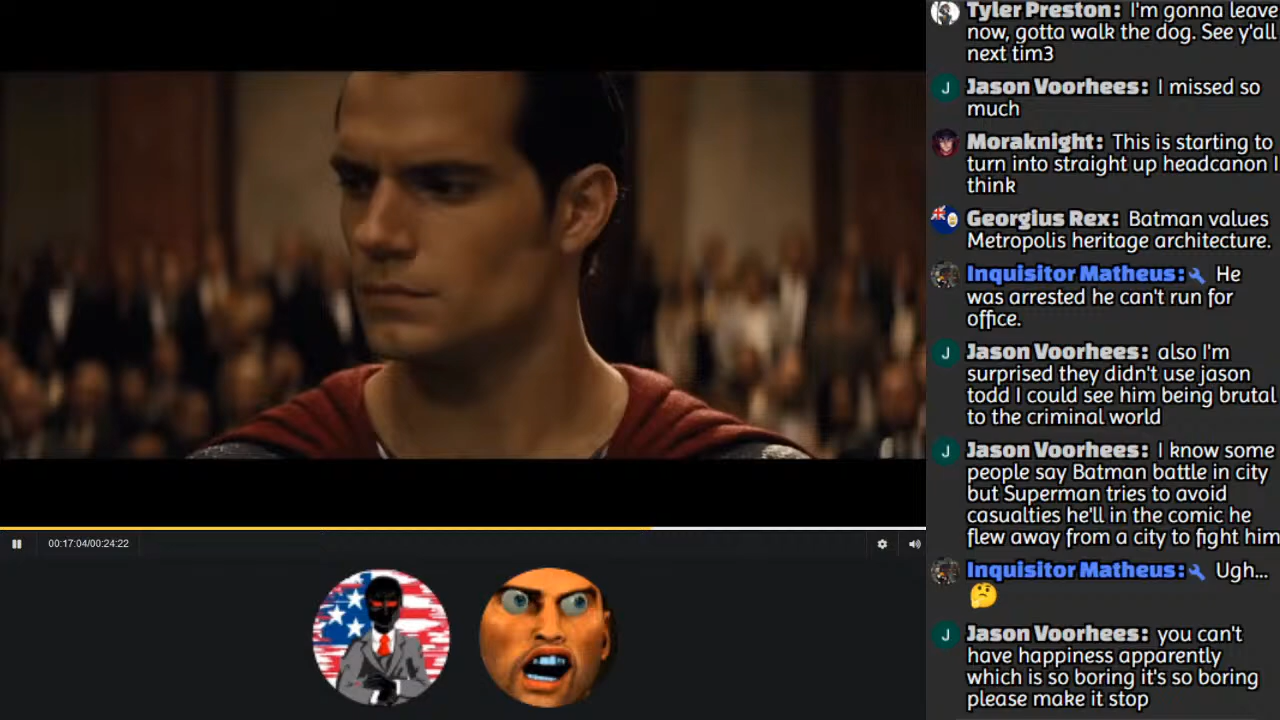 Tyler Preston: I'm gonna leave
now, gotta walk the dog. See y'all
next tim3
J Jason Voorhees: I missed so
much
Moraknight: This is starting to
turn into straight up headcanon I
think
Georgius Rex: Batman values
Metropolis heritage architecture.
Inquisitor Matheus: He
was arrested he can't run for
office.
J Jason Voorhees: also I'm
surprised they didn't use jason
todd I could see him being brutal
to the criminal world
J Jason Voorhees: I know some
people say Batman battle in city
but Superman tries to avoid
casualties he'll in the comic he
flew away from a city to fight him
Inquisitor Matheus: Ugh...
🤔
J Jason Voorhees: you can't
have happiness apparently
which is so boring it's so boring
please make it stop
00:17:04/00:24:22